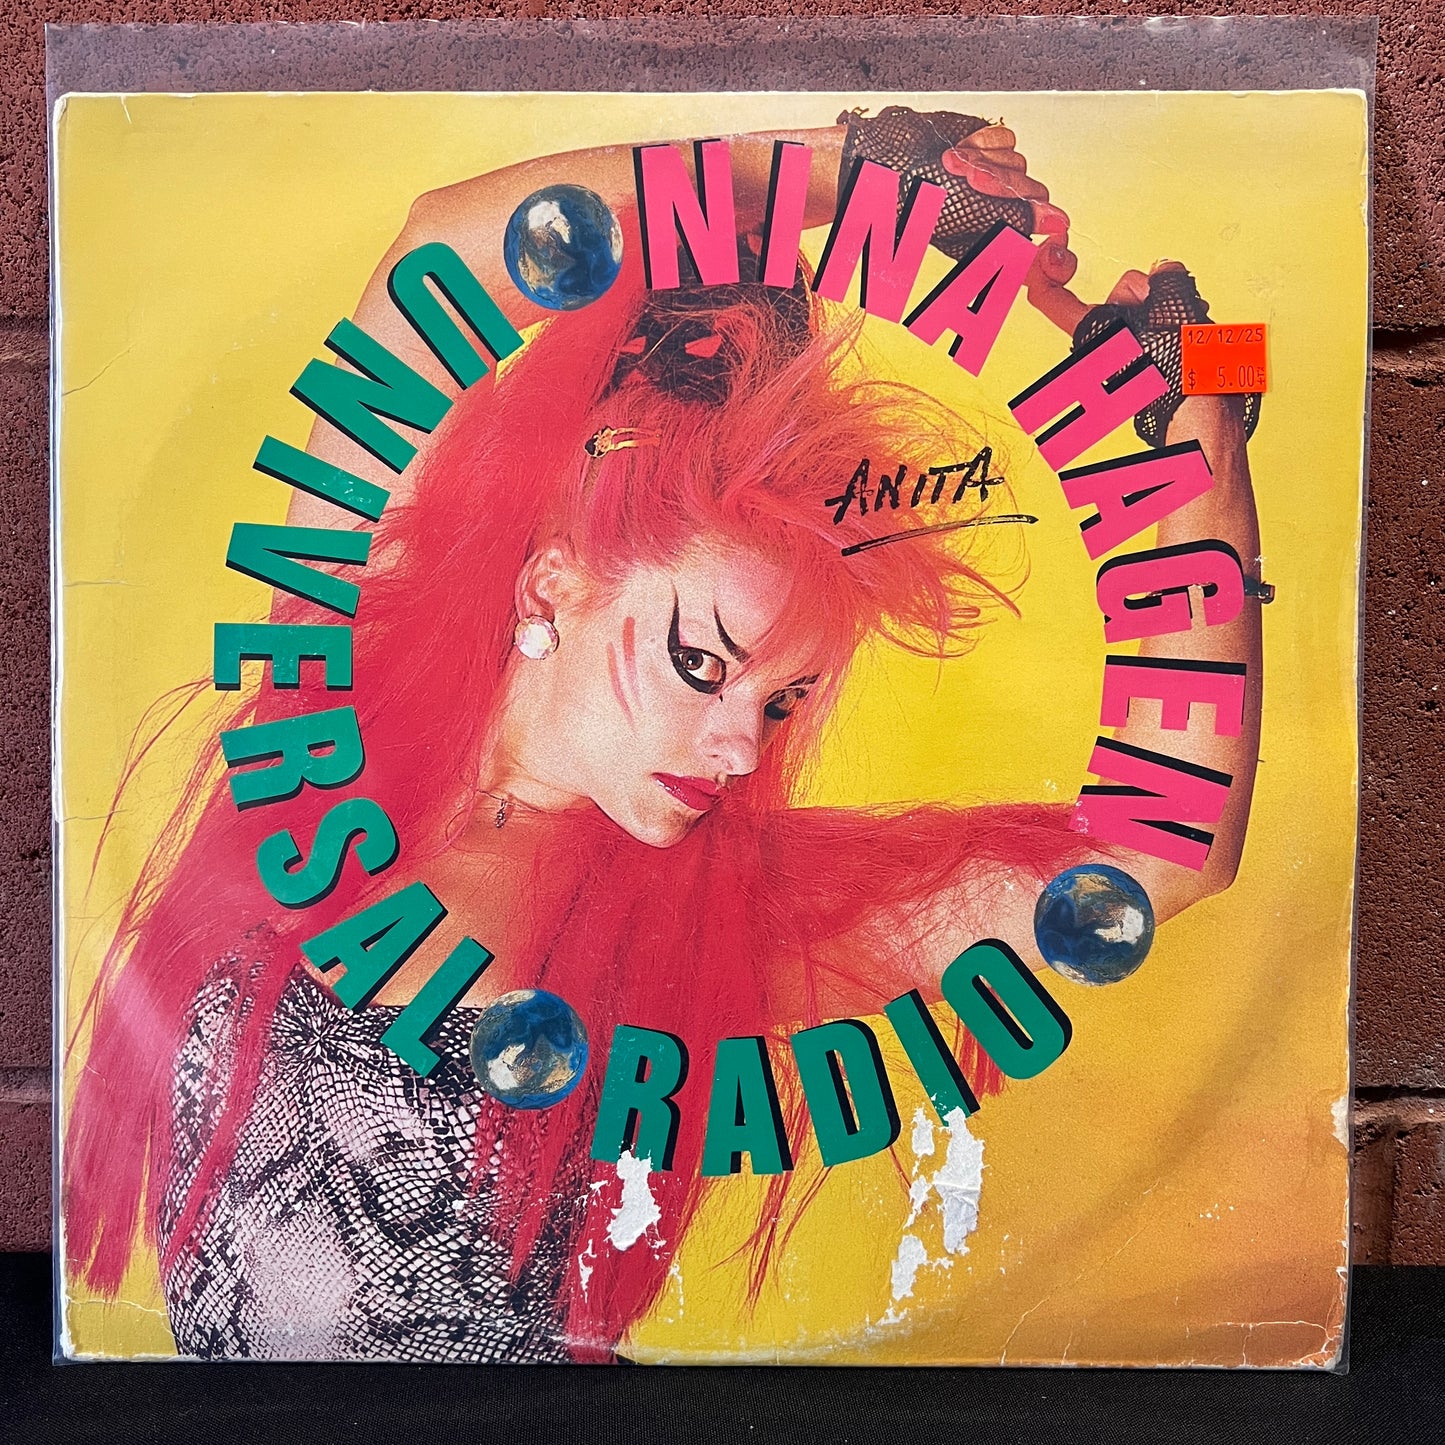 NINA HAGEN
UNIVERSAL
RADIO
ANITA
12/12/25
$ 5.00